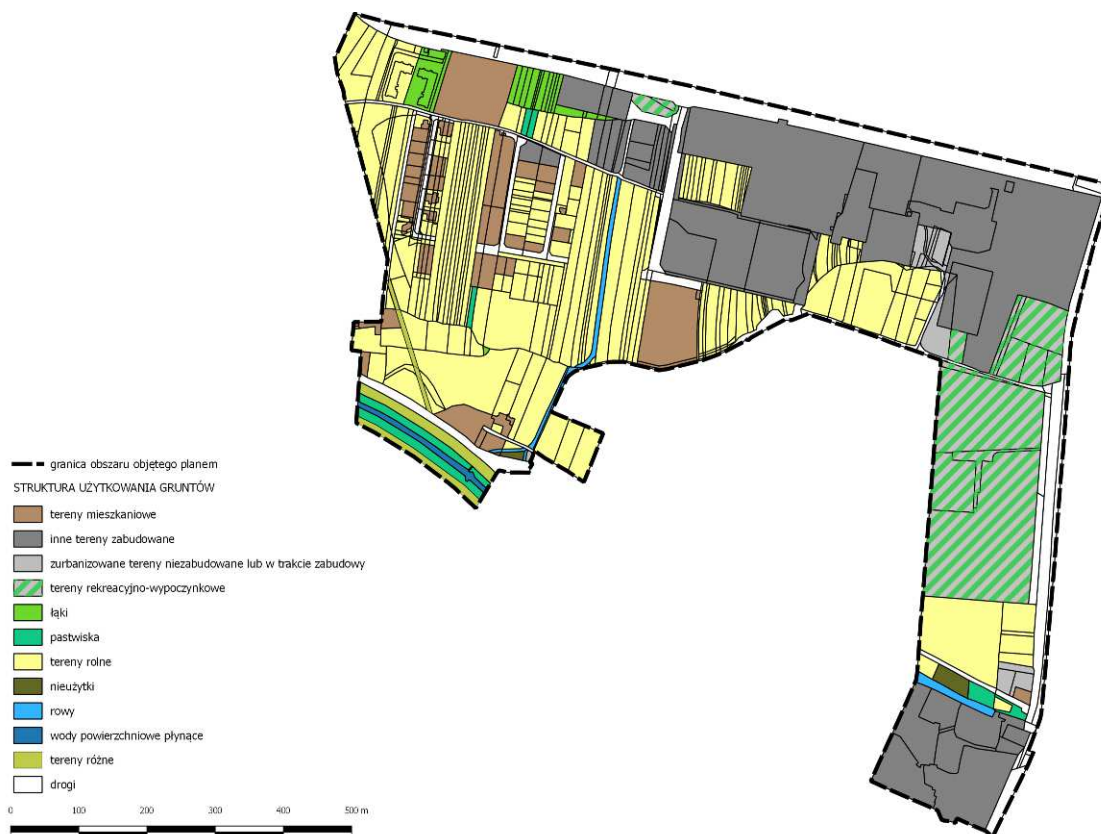 granica obszaru objętego planem
STRUKTURA UŻYTKOWANIA GRUNTÓW
tereny mieszkaniowe
inne tereny zabudowane
zurbanizowane tereny niezabudowane lub w trakcie zabudowy
tereny rekreacyjno-wypoczynkowe
łąki
pastwiska
tereny rolne
nieużytki
rowy
wody powierzchniowe płynące
tereny różne
drogi
0 100 200 300 400 500 m